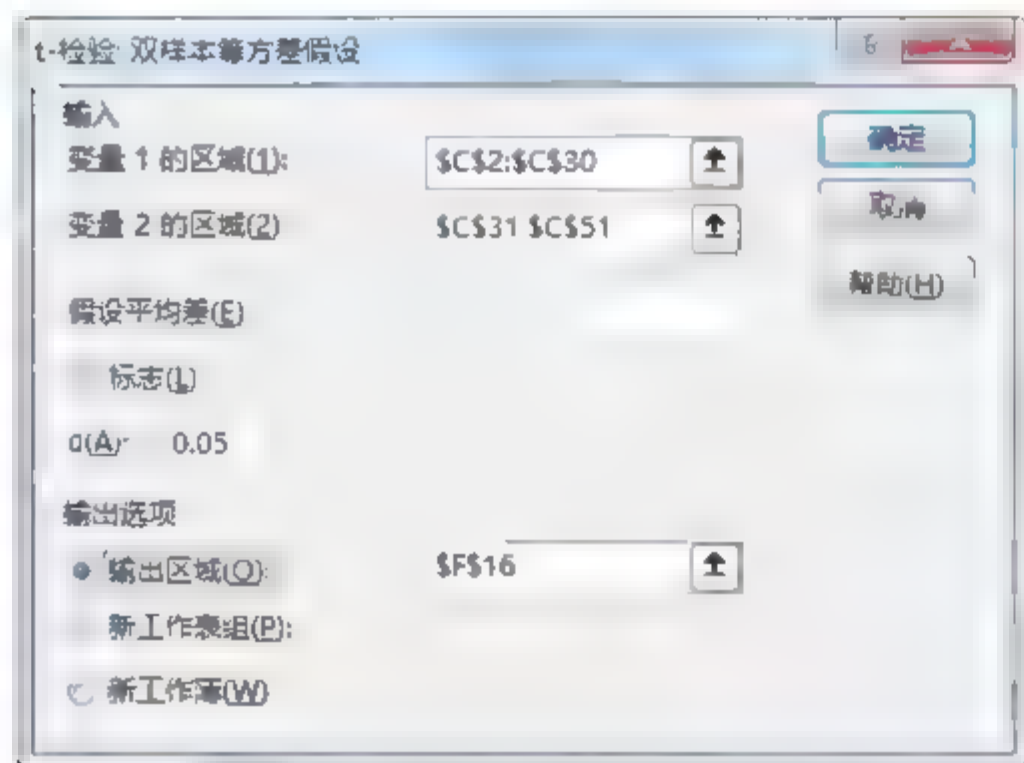 t-检验: 双样本等方差假设
输入
变量 1 的区域(1):
$C$2:$C$30
确定
变量 2 的区域(2)
$C$31 $C$51
取消
帮助(H)
假设平均差(E)
标志(L)
α(A): 0.05
输出选项
输出区域(O):
$F$16
新工作表组(P):
新工作簿(W)